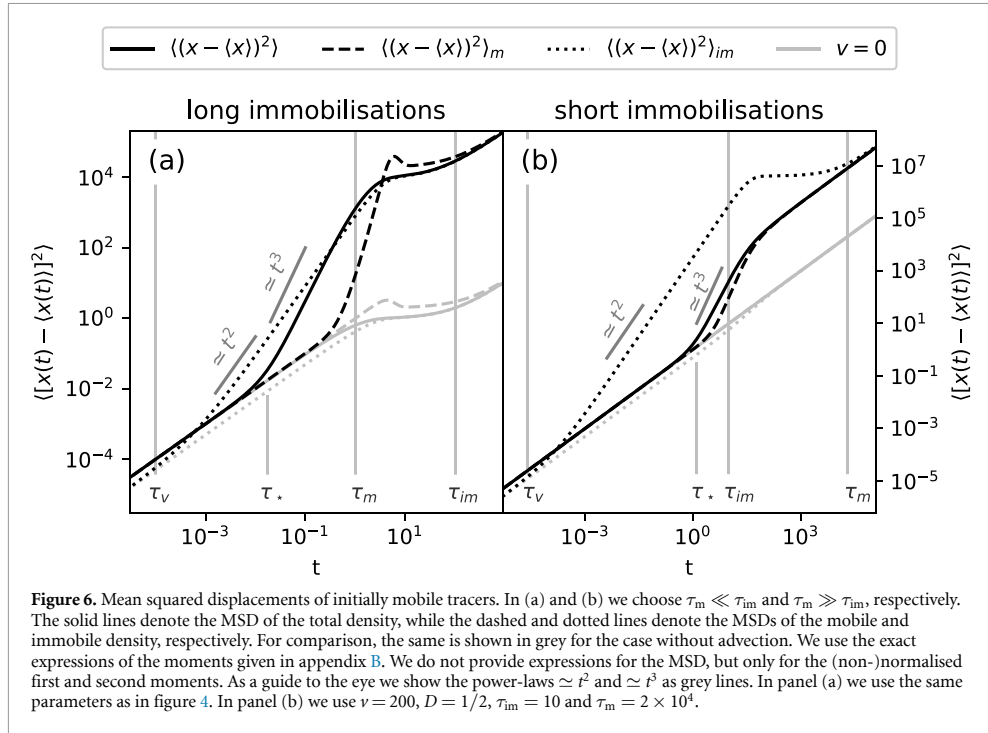 ⟨(x − ⟨x⟩)²⟩ ⟨(x − ⟨x⟩)²⟩ₘ ⟨(x − ⟨x⟩)²⟩ᵢₘ v = 0
long immobilisations short immobilisations
(a) (b)
10⁴
10²
10⁰
10⁻²
10⁻⁴
⟨[x(t) − ⟨x(t)⟩]²⟩
≃ t²
≃ t³
τᵥ τ⋆ τₘ τᵢₘ
10⁻³ 10⁻¹ 10¹
t
≃ t²
≃ t³
τᵥ τ⋆ τᵢₘ τₘ
10⁻³ 10⁰ 10³
t
10⁷
10⁵
10³
10¹
10⁻¹
10⁻³
10⁻⁵
⟨[x(t) − ⟨x(t)⟩]²⟩
Figure 6. Mean squared displacements of initially mobile tracers. In (a) and (b) we choose τₘ ≪ τᵢₘ and τₘ ≫ τᵢₘ, respectively.
The solid lines denote the MSD of the total density, while the dashed and dotted lines denote the MSDs of the mobile and
immobile density, respectively. For comparison, the same is shown in grey for the case without advection. We use the exact
expressions of the moments given in appendix B. We do not provide expressions for the MSD, but only for the (non-)normalised
first and second moments. As a guide to the eye we show the power-laws ≃ t² and ≃ t³ as grey lines. In panel (a) we use the same
parameters as in figure 4. In panel (b) we use v = 200, D = 1/2, τᵢₘ = 10 and τₘ = 2 × 10⁴.